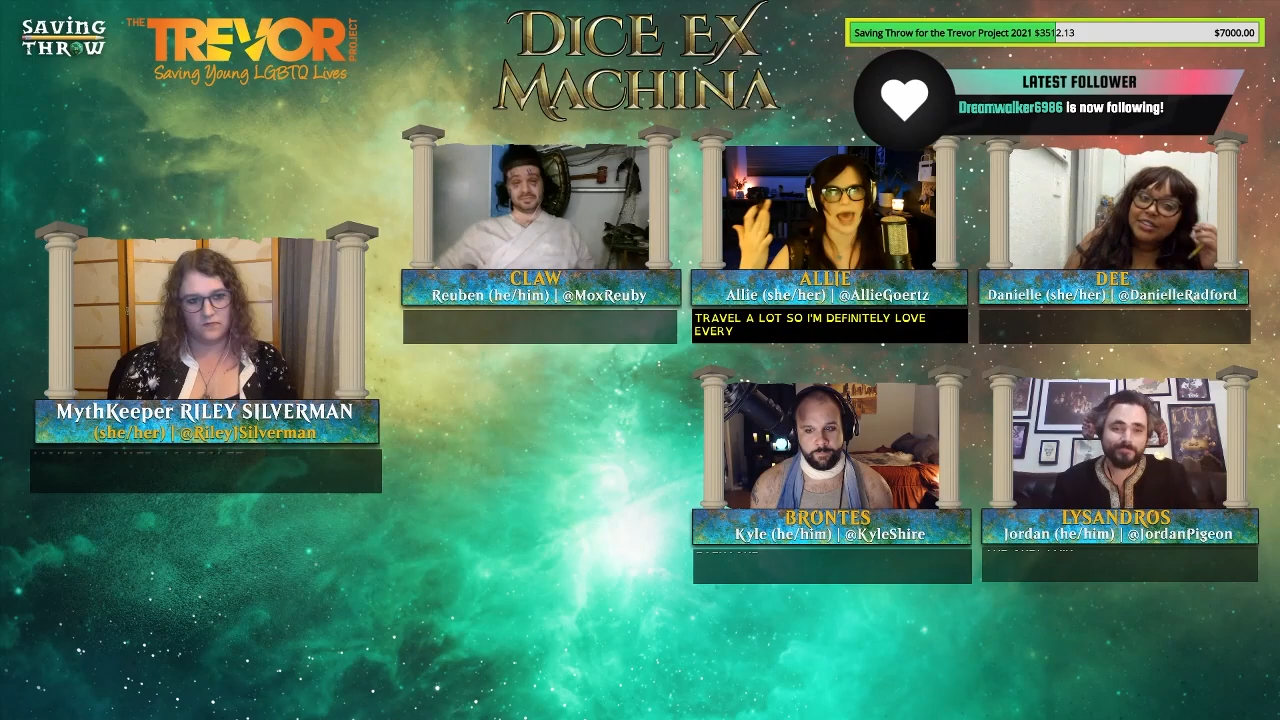 SAVING
THROW
THE
TREVOR
PROJECT
Saving Young LGBTQ Lives
DICE EX
MACHINA
Saving Throw for the Trevor Project 2021 $3512.13
$7000.00
LATEST FOLLOWER
Dreamwalker6986 is now following!
CLAW
Reuben (he/him) | @MoxReuby
ALLIE
Allie (she/her) | @AllieGoertz
TRAVEL A LOT SO I'M DEFINITELY LOVE
EVERY
DEE
Danielle (she/her) | @DanielleRadford
MythKeeper RILEY SILVERMAN
(she/her) | @RileyJSilverman
BRONTES
Kyle (he/him) | @KyleShire
LYSANDROS
Jordan (he/him) | @JordanPigeon